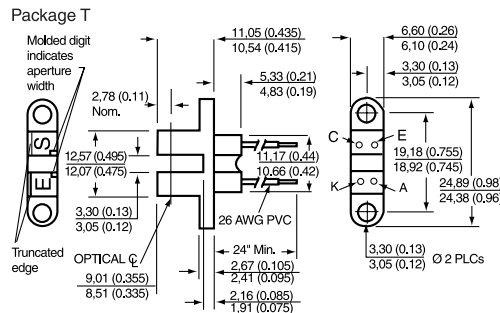 Package T
Molded digit
indicates
aperture
width
11,05 (0.435)
10,54 (0.415)
6,60 (0.26)
6,10 (0.24)
2,78 (0.11)
Nom.
5,33 (0.21)
4,83 (0.19)
3,30 (0.13)
3,05 (0.12)
S
E
12,57 (0.495)
12,07 (0.475)
11,17 (0.44)
10,66 (0.42)
C
E
K
A
19,18 (0.755)
18,92 (0.745)
24,89 (0.98)
24,38 (0.96)
3,30 (0.13)
3,05 (0.12)
26 AWG PVC
Truncated
edge
OPTICAL ℄
24" Min.
9,01 (0.355)
8,51 (0.335)
2,67 (0.105)
2,41 (0.095)
2,16 (0.085)
1,91 (0.075)
3,30 (0.13)
3,05 (0.12)
Ø 2 PLCs